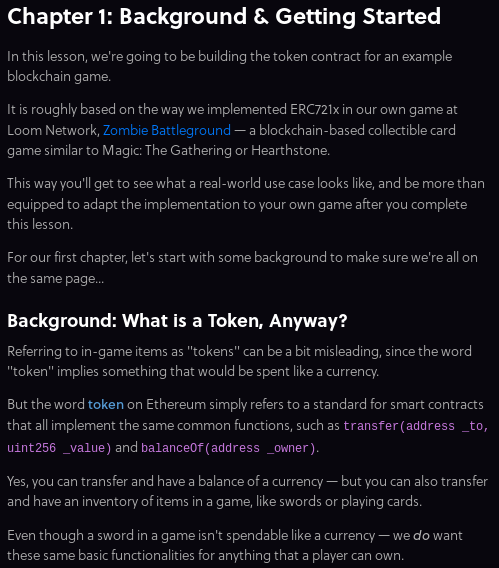 Chapter 1: Background & Getting Started
In this lesson, we're going to be building the token contract for an example
blockchain game.
It is roughly based on the way we implemented ERC721x in our own game at
Loom Network, Zombie Battleground — a blockchain-based collectible card
game similar to Magic: The Gathering or Hearthstone.
This way you'll get to see what a real-world use case looks like, and be more than
equipped to adapt the implementation to your own game after you complete
this lesson.
For our first chapter, let's start with some background to make sure we're all on
the same page...
Background: What is a Token, Anyway?
Referring to in-game items as "tokens" can be a bit misleading, since the word
"token" implies something that would be spent like a currency.
But the word token on Ethereum simply refers to a standard for smart contracts
that all implement the same common functions, such as transfer(address _to,
uint256 _value) and balanceOf(address _owner).
Yes, you can transfer and have a balance of a currency — but you can also transfer
and have an inventory of items in a game, like swords or playing cards.
Even though a sword in a game isn't spendable like a currency — we do want
these same basic functionalities for anything that a player can own.